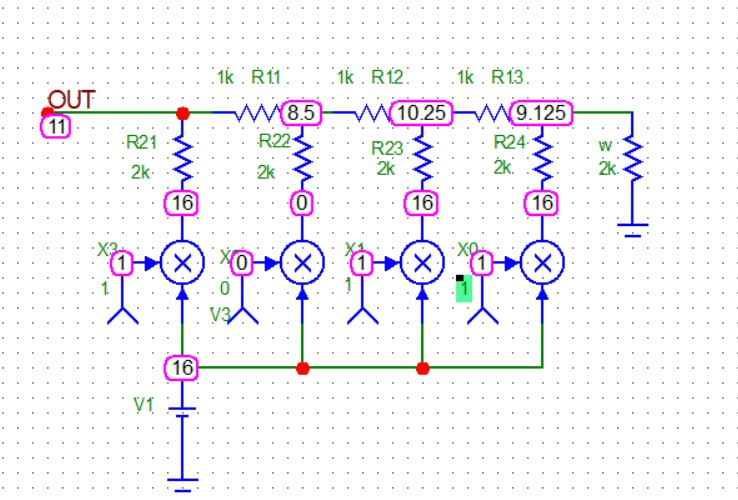 1k R11 1k R12 1k R13
OUT
11 8.5 10.25 9.125
R21 R22 R23 R24 w
2k 2k 2k 2k 2k
16 0 16 16
X3 X1 X0
1 0 1 1
1 0 1 1
V3
16
V1